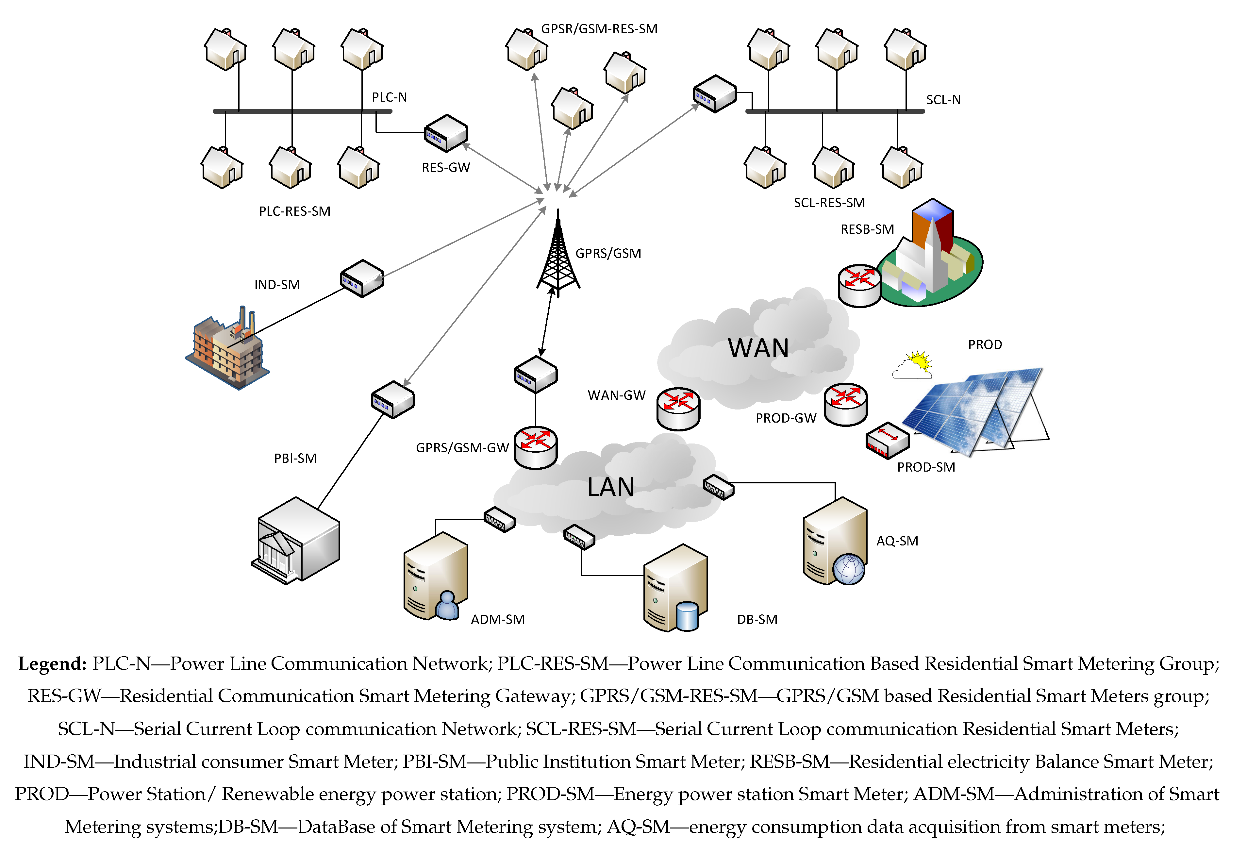 GPSR/GSM-RES-SM
PLC-N
SCL-N
RES-GW
PLC-RES-SM
SCL-RES-SM
RESB-SM
GPRS/GSM
IND-SM
WAN
PROD
WAN-GW
PROD-GW
GPRS/GSM-GW
PBI-SM
PROD-SM
LAN
AQ-SM
ADM-SM
DB-SM
Legend: PLC-N—Power Line Communication Network; PLC-RES-SM—Power Line Communication Based Residential Smart Metering Group;
RES-GW—Residential Communication Smart Metering Gateway; GPRS/GSM-RES-SM—GPRS/GSM based Residential Smart Meters group;
SCL-N—Serial Current Loop communication Network; SCL-RES-SM—Serial Current Loop communication Residential Smart Meters;
IND-SM—Industrial consumer Smart Meter; PBI-SM—Public Institution Smart Meter; RESB-SM—Residential electricity Balance Smart Meter;
PROD—Power Station/ Renewable energy power station; PROD-SM—Energy power station Smart Meter; ADM-SM—Administration of Smart
Metering systems;DB-SM—DataBase of Smart Metering system; AQ-SM—energy consumption data acquisition from smart meters;